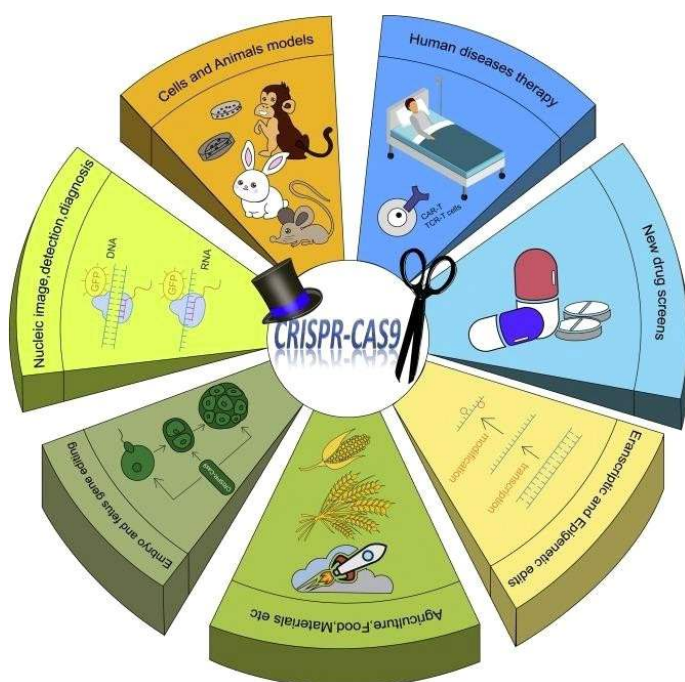 Cells and Animals models
Human diseases therapy
CAR-T
TCR-T cells
New drug screens
Eranscriptic and Epigenetic edits
modification
transcription
Agriculture,Food,Materials etc
Embryo and fetus gene editing
CRISPR-CAS9
Nucleic image,detection,diagnosis
GFP
DNA
GFP
RNA
CRISPR-CAS9